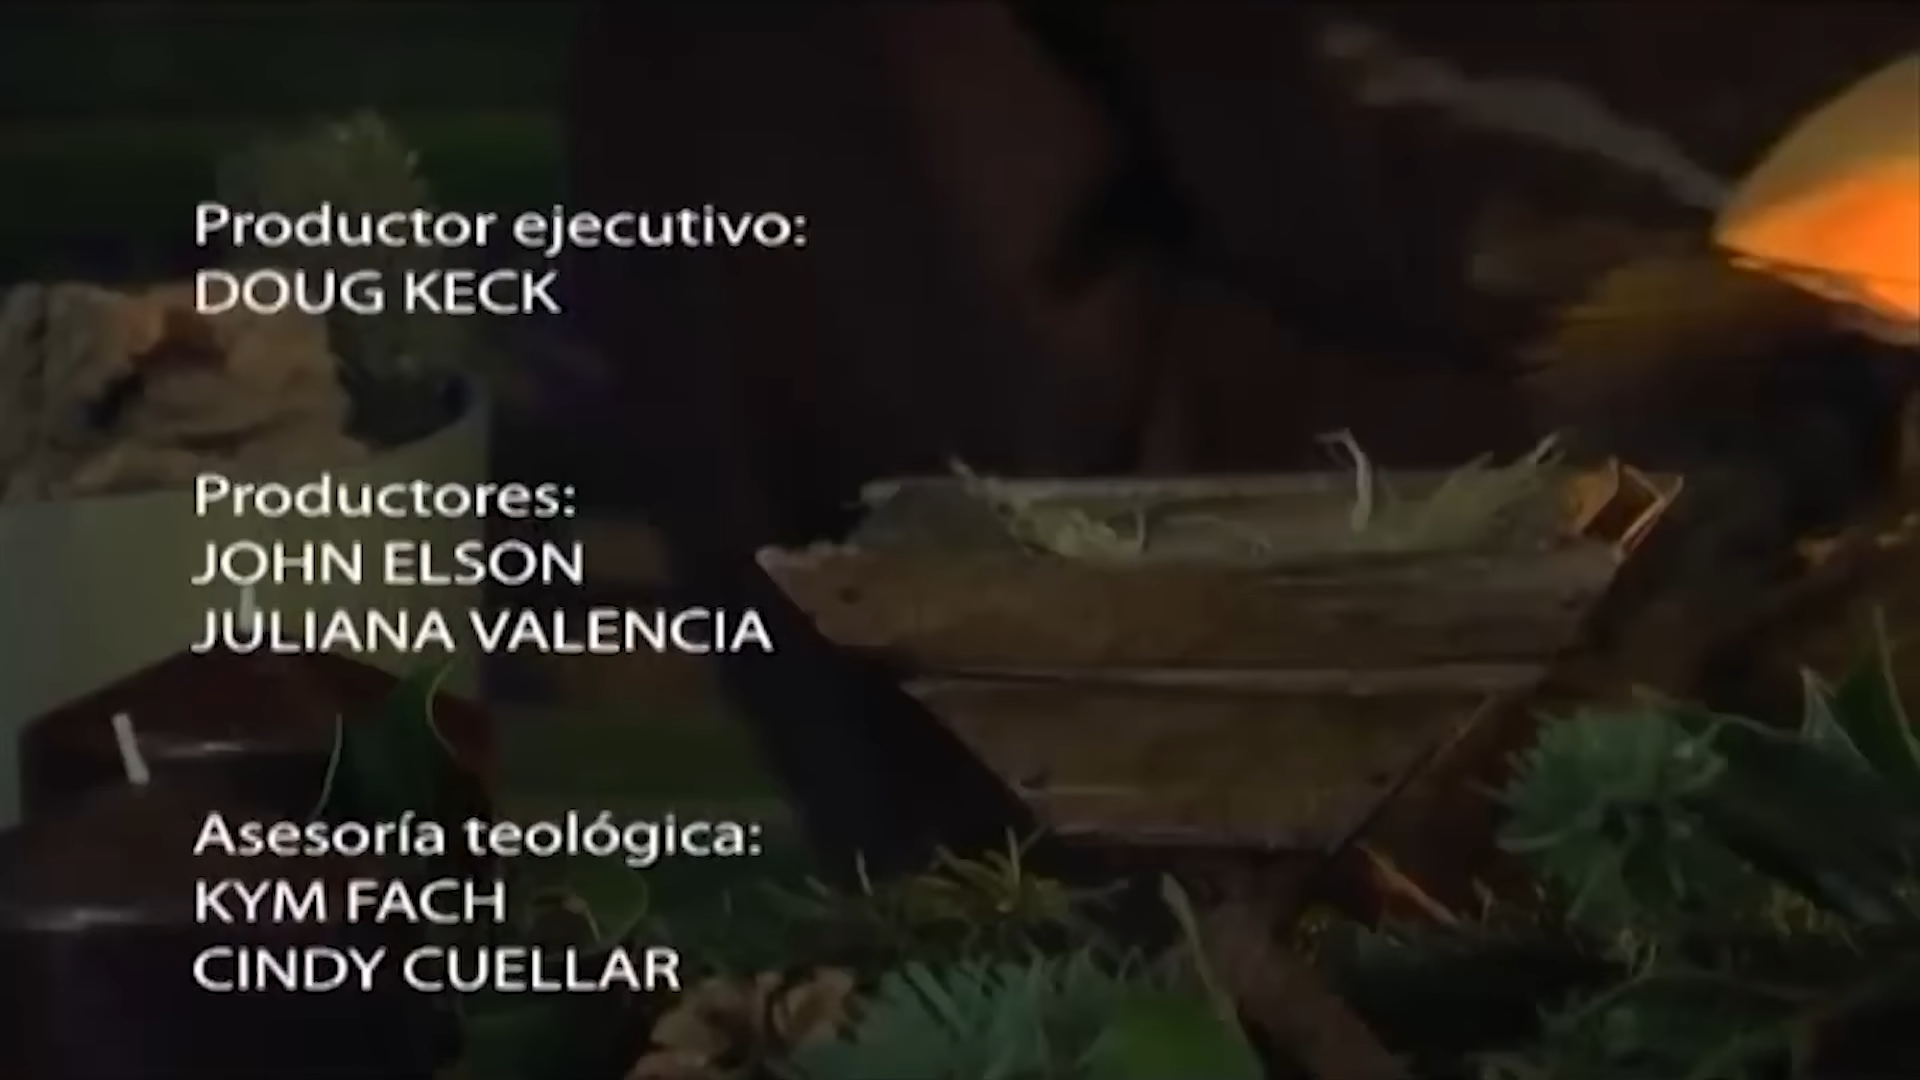 Productor ejecutivo:
DOUG KECK
Productores:
JOHN ELSON
JULIANA VALENCIA
Asesoría teológica:
KYM FACH
CINDY CUELLAR